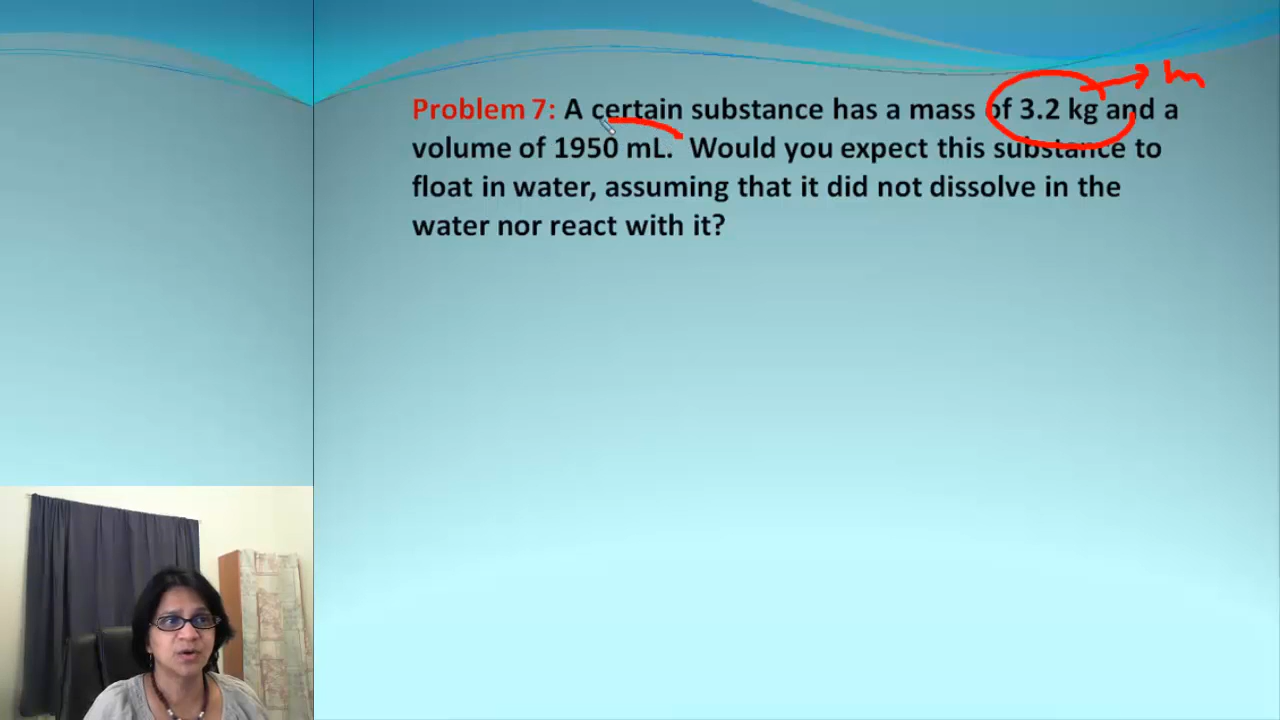 Problem 7: A certain substance has a mass of 3.2 kg and a
volume of 1950 mL. Would you expect this substance to
float in water, assuming that it did not dissolve in the
water nor react with it?
m